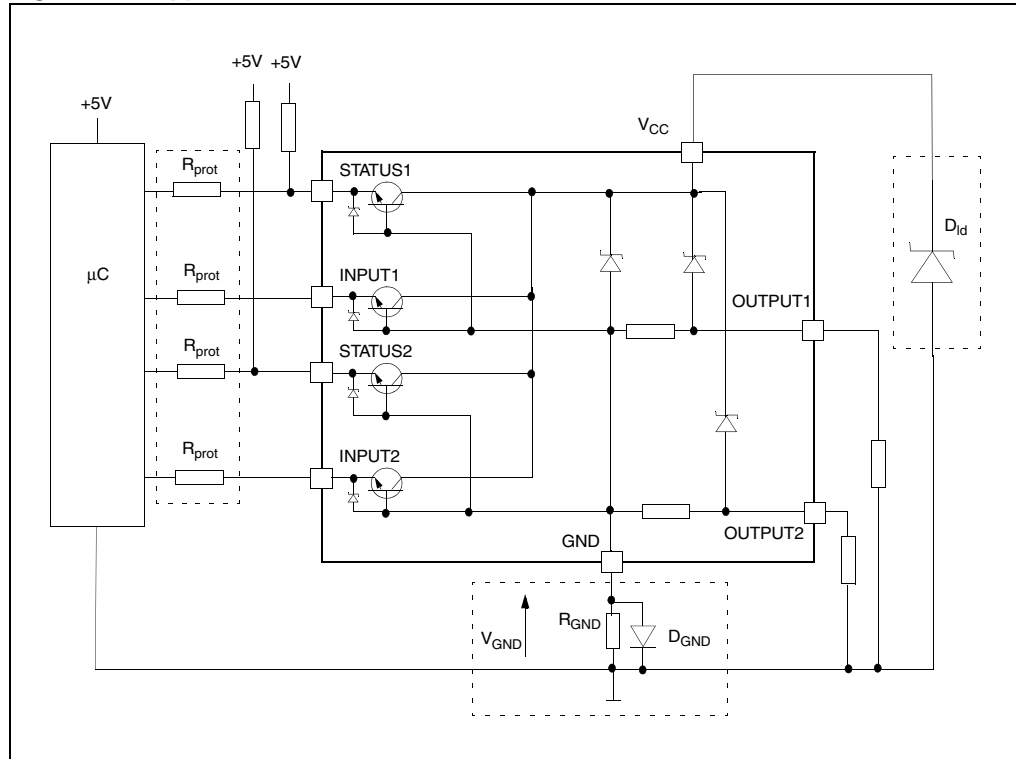 +5V +5V
+5V
VCC
Rprot
STATUS1
Dld
μC
Rprot
INPUT1
OUTPUT1
Rprot
STATUS2
Rprot
INPUT2
GND
OUTPUT2
RGND
VGND
DGND